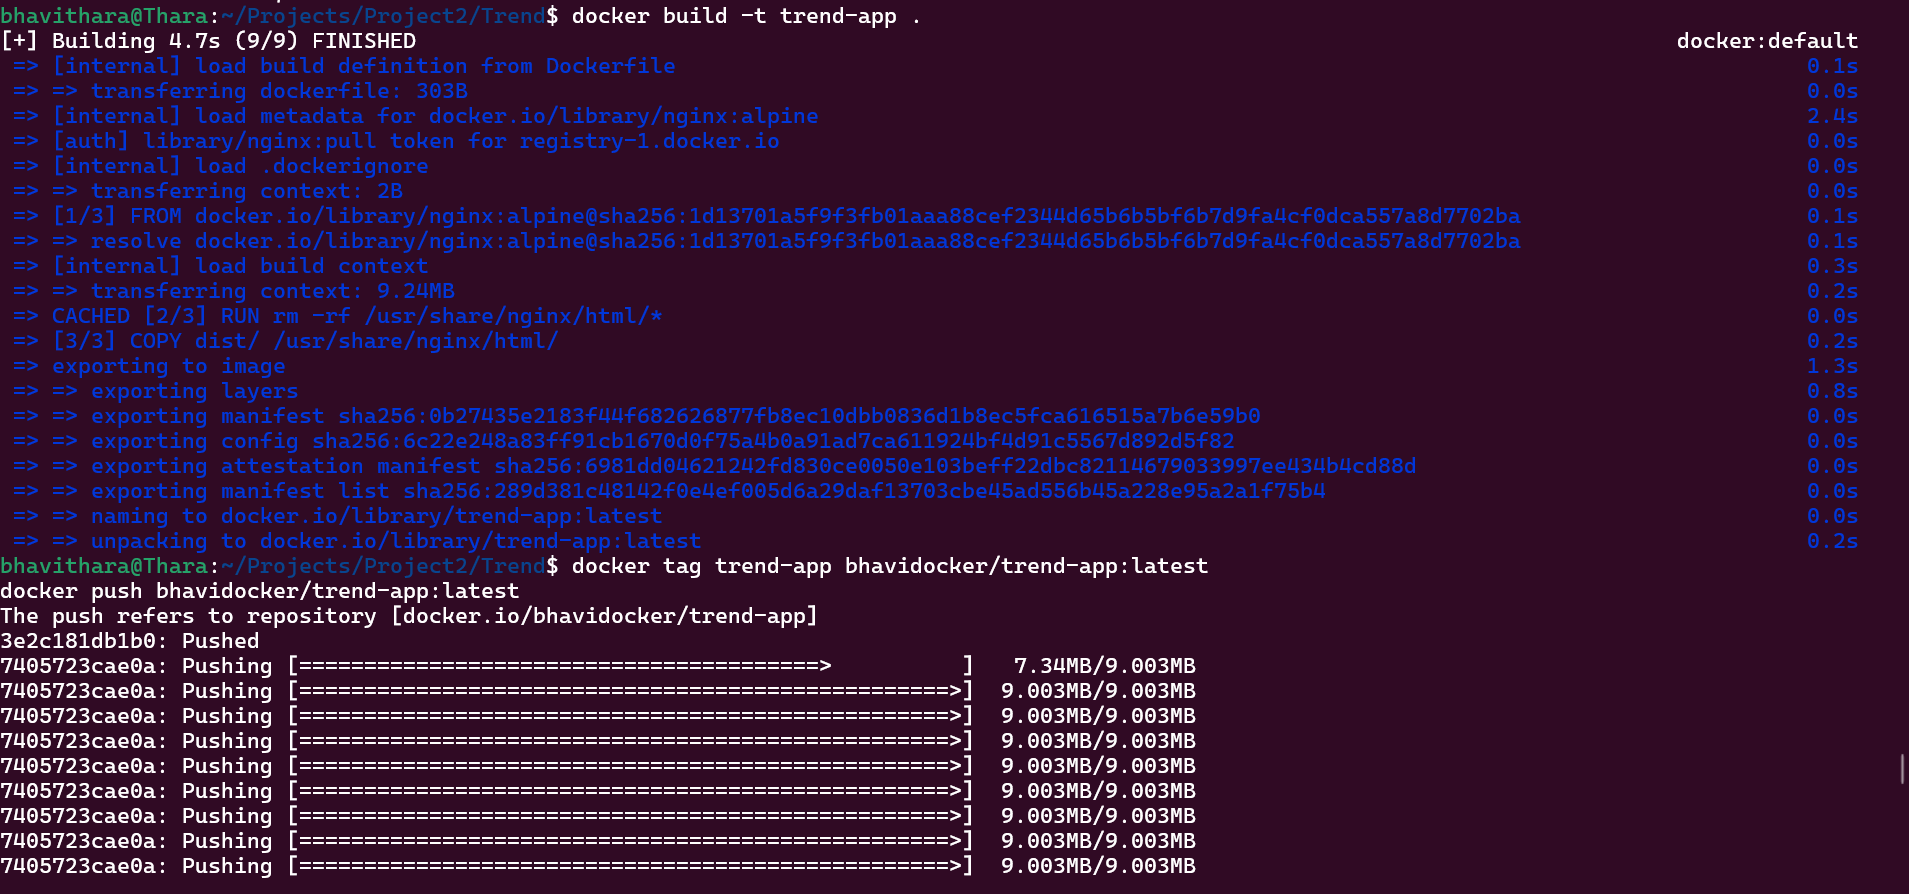 bhavithara@Thara:~/Projects/Project2/Trend$ docker build -t trend-app .
[+] Building 4.7s (9/9) FINISHED docker:default
=> [internal] load build definition from Dockerfile 0.1s
=> => transferring dockerfile: 303B 0.0s
=> [internal] load metadata for docker.io/library/nginx:alpine 2.4s
=> [auth] library/nginx:pull token for registry-1.docker.io 0.0s
=> [internal] load .dockerignore 0.0s
=> => transferring context: 2B 0.0s
=> [1/3] FROM docker.io/library/nginx:alpine@sha256:1d13701a5f9f3fb01aaa88cef2344d65b6b5bf6b7d9fa4cf0dca557a8d7702ba 0.1s
=> => resolve docker.io/library/nginx:alpine@sha256:1d13701a5f9f3fb01aaa88cef2344d65b6b5bf6b7d9fa4cf0dca557a8d7702ba 0.1s
=> [internal] load build context 0.3s
=> => transferring context: 9.24MB 0.2s
=> CACHED [2/3] RUN rm -rf /usr/share/nginx/html/* 0.0s
=> [3/3] COPY dist/ /usr/share/nginx/html/ 0.2s
=> exporting to image 1.3s
=> => exporting layers 0.8s
=> => exporting manifest sha256:0b27435e2183f44f682626877fb8ec10dbb0836d1b8ec5fca616515a7b6e59b0 0.0s
=> => exporting config sha256:6c22e248a83ff91cb1670d0f75a4b0a91ad7ca611924bf4d91c5567d892d5f82 0.0s
=> => exporting attestation manifest sha256:6981dd04621242fd830ce0050e103beff22dbc82114679033997ee434b4cd88d 0.0s
=> => exporting manifest list sha256:289d381c48142f0e4ef005d6a29daf13703cbe45ad556b45a228e95a2a1f75b4 0.0s
=> => naming to docker.io/library/trend-app:latest 0.0s
=> => unpacking to docker.io/library/trend-app:latest 0.2s
bhavithara@Thara:~/Projects/Project2/Trend$ docker tag trend-app bhavidocker/trend-app:latest
docker push bhavidocker/trend-app:latest
The push refers to repository [docker.io/bhavidocker/trend-app]
3e2c181db1b0: Pushed
7405723cae0a: Pushing [========================================>          ]   7.34MB/9.003MB
7405723cae0a: Pushing [==================================================>]  9.003MB/9.003MB
7405723cae0a: Pushing [==================================================>]  9.003MB/9.003MB
7405723cae0a: Pushing [==================================================>]  9.003MB/9.003MB
7405723cae0a: Pushing [==================================================>]  9.003MB/9.003MB
7405723cae0a: Pushing [==================================================>]  9.003MB/9.003MB
7405723cae0a: Pushing [==================================================>]  9.003MB/9.003MB
7405723cae0a: Pushing [==================================================>]  9.003MB/9.003MB
7405723cae0a: Pushing [==================================================>]  9.003MB/9.003MB